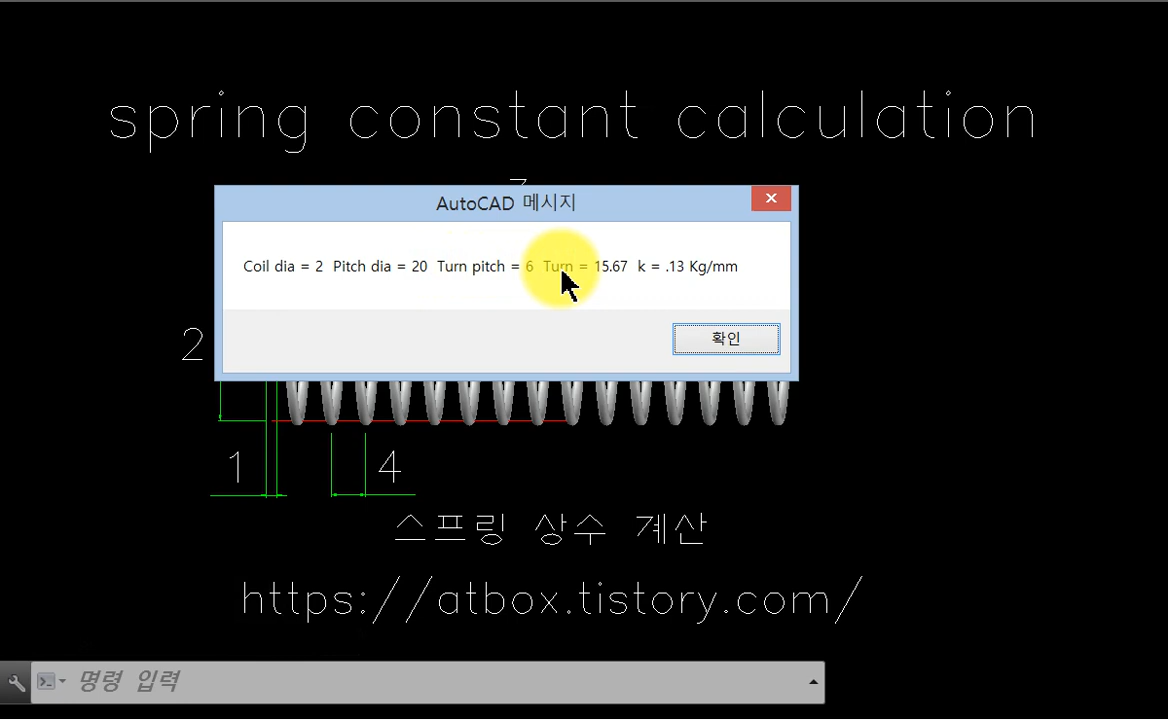 spring constant calculation
AutoCAD 메시지
Coil dia = 2 Pitch dia = 20 Turn pitch = 6 Turn = 15.67 k = .13 Kg/mm
확인
2
1 4
스프링 상수 계산
https://atbox.tistory.com/
명령 입력